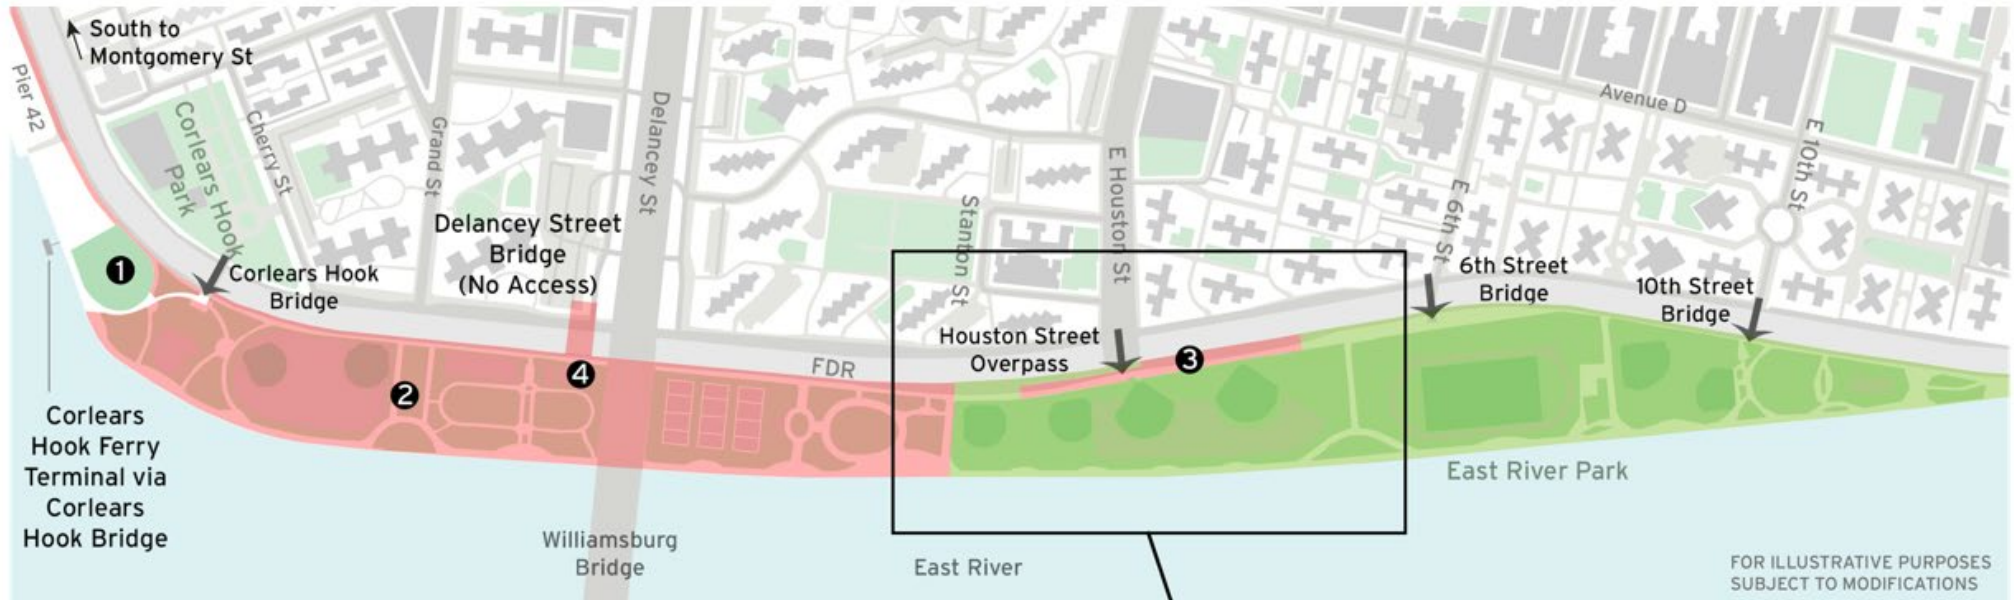 South to
Montgomery St
Pier 42
Corlears Hook
Park
Cherry St
Grand St
Delancey St
Avenue D
E 10th St
E Houston St
E 6th St
Stanton St
Delancey Street
Bridge
(No Access)
1
Corlears Hook
Bridge
6th Street
Bridge
10th Street
Bridge
Houston Street
Overpass
3
FDR
4
2
Corlears
Hook Ferry
Terminal via
Corlears
Hook Bridge
East River Park
Williamsburg
Bridge
East River
FOR ILLUSTRATIVE PURPOSES
SUBJECT TO MODIFICATIONS